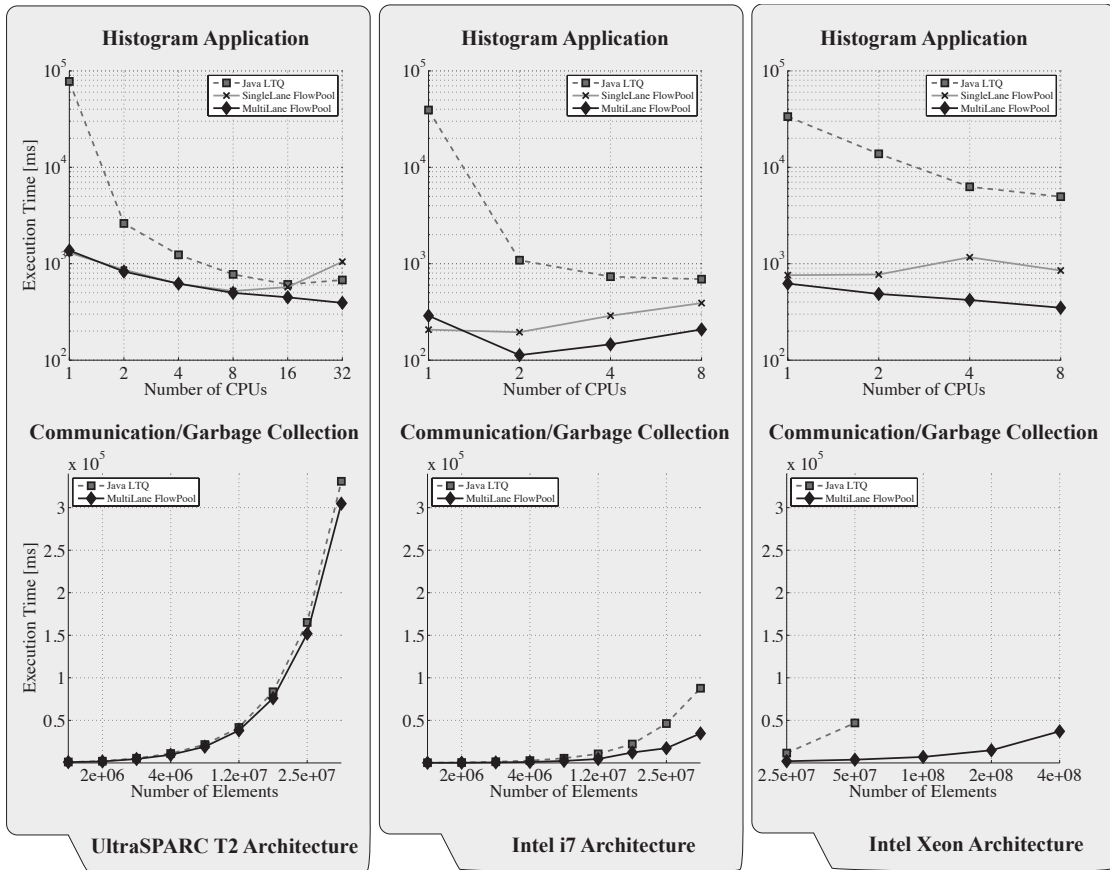 Histogram Application
Execution Time [ms]
10^5
10^4
10^3
10^2
Java LTQ
SingleLane FlowPool
MultiLane FlowPool
1 2 4 8 16 32
Number of CPUs
Communication/Garbage Collection
x 10^5
Execution Time [ms]
3
2.5
2
1.5
1
0.5
Java LTQ
MultiLane FlowPool
2e+06 4e+06 1.2e+07 2.5e+07
Number of Elements
UltraSPARC T2 Architecture
Histogram Application
10^5
10^4
10^3
10^2
Java LTQ
SingleLane FlowPool
MultiLane FlowPool
1 2 4 8
Number of CPUs
Communication/Garbage Collection
x 10^5
3
2.5
2
1.5
1
0.5
Java LTQ
MultiLane FlowPool
2e+06 4e+06 1.2e+07 2.5e+07
Number of Elements
Intel i7 Architecture
Histogram Application
10^5
10^4
10^3
10^2
Java LTQ
SingleLane FlowPool
MultiLane FlowPool
1 2 4 8
Number of CPUs
Communication/Garbage Collection
x 10^5
3
2.5
2
1.5
1
0.5
Java LTQ
MultiLane FlowPool
2.5e+07 5e+07 1e+08 2e+08 4e+08
Number of Elements
Intel Xeon Architecture